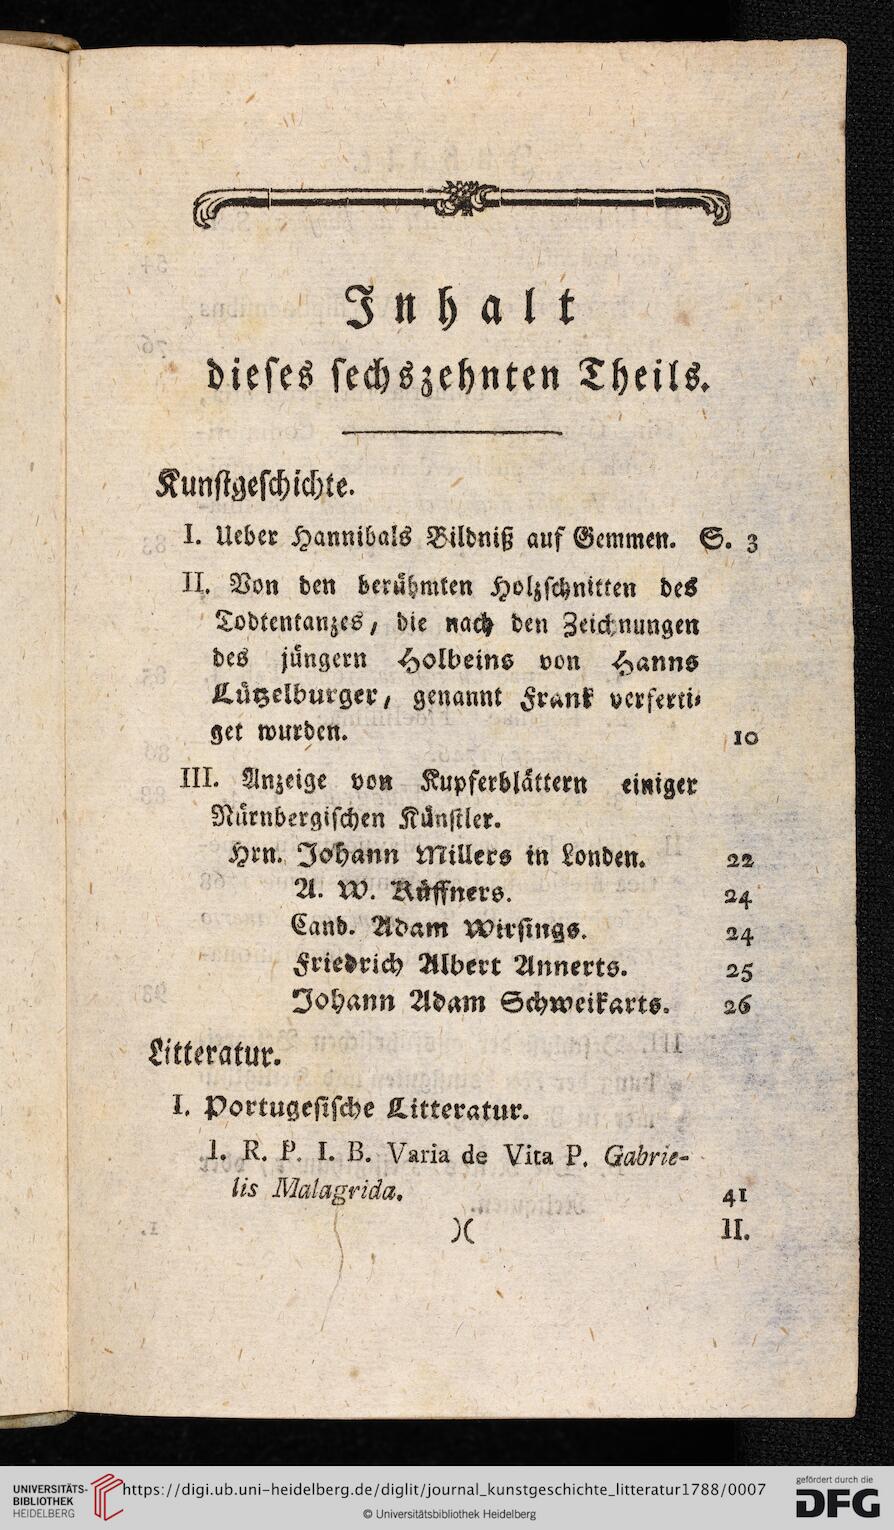 Inhalt
dieses sechszehnten Theils.
Kunstgeschichte.
I. Ueber Hannibals Bildniß auf Gemmen. S. 3
II. Von den berühmten Holzschnitten des
Todtentanzes, die nach den Zeichnungen
des jüngern Holbeins von Hanns
Lützelburger, genannt Frank verferti-
get wurden. 10
III. Anzeige von Kupferblättern einiger
Nürnbergischen Künstler.
Hrn. Johann Millers in London. 22
A. W. Küffners. 24
Cand. Adam Wirsings. 24
Friedrich Albert Annerts. 25
Johann Adam Schweikarts. 26
Litteratur.
I. Portugesische Litteratur.
1. R. P. I. B. Varia de Vita P. Gabrie-
lis Malagrida. 41
)( II.
UNIVERSITÄTS-
BIBLIOTHEK
HEIDELBERG
https://digi.ub.uni-heidelberg.de/diglit/journal_kunstgeschichte_litteratur1788/0007
© Universitätsbibliothek Heidelberg
gefördert durch die
DFG